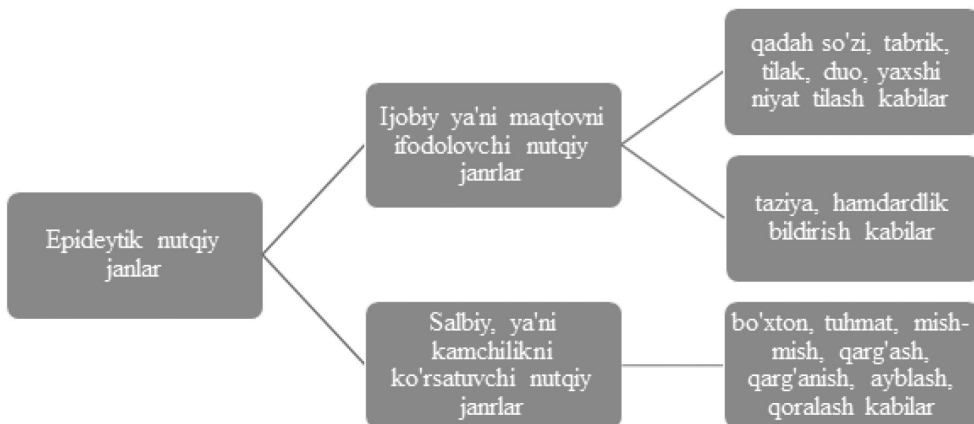 Epideytik nutqiy
janlar
Ijobiy ya'ni maqtovni
ifodolovchi nutqiy
janrlar
qadah so'zi, tabrik,
tilak, duo, yaxshi
niyat tilash kabilar
taziya, hamdardlik
bildirish kabilar
Salbiy, ya'ni
kamchilikni
ko'rsatuvchi nutqiy
janrlar
bo'xton, tuhmat, mish-
mish, qarg'ash,
qarg'anish, ayblash,
qoralash kabilar